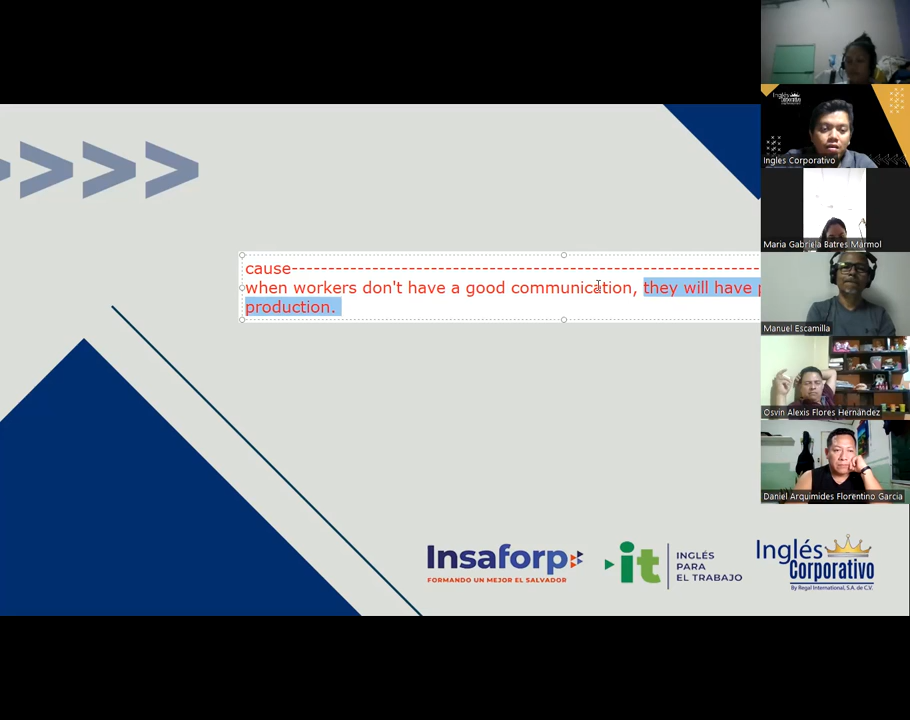 >>>>
cause---------------------------------------------------------
when workers don't have a good communication, they will have
production.
Insaforp
FORMANDO UN MEJOR EL SALVADOR
it
INGLÉS
PARA
EL TRABAJO
Inglés
Corporativo
By Regal International, S.A. de C.V.
Inglés
Corporativo
Ingles Corporativo
Maria Gabriela Batres Marmol
Manuel Escamilla
Osvin Alexis Flores Hernández
Daniel Arquimides Florentino Garcia